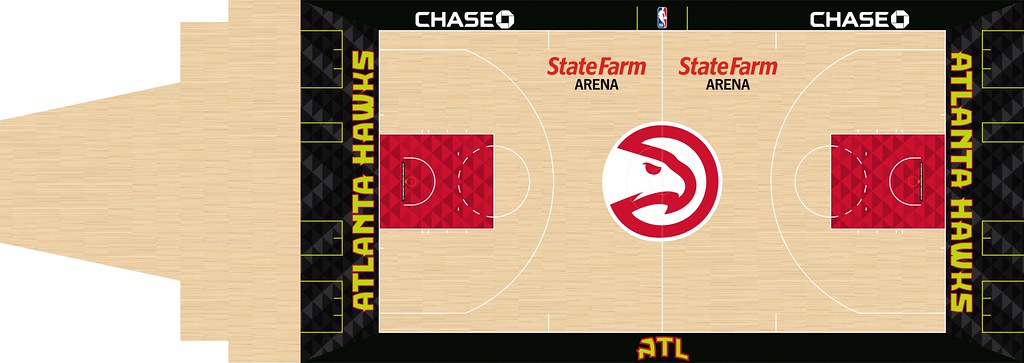 CHASE
CHASE
State Farm
ARENA
State Farm
ARENA
ATLANTA HAWKS
ATLANTA HAWKS
ATL